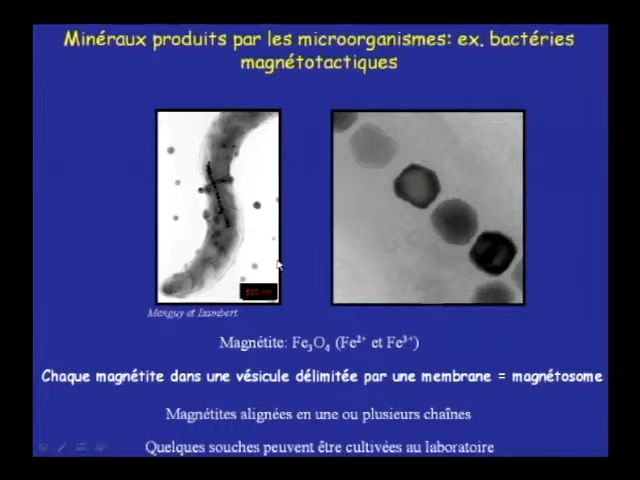 Minéraux produits par les microorganismes: ex. bactéries
magnétotactiques
Menguy et Isambert
Magnétite: Fe3O4 (Fe2+ et Fe3+)
Chaque magnétite dans une vésicule délimitée par une membrane = magnétosome
Magnétites alignées en une ou plusieurs chaînes
Quelques souches peuvent être cultivées au laboratoire